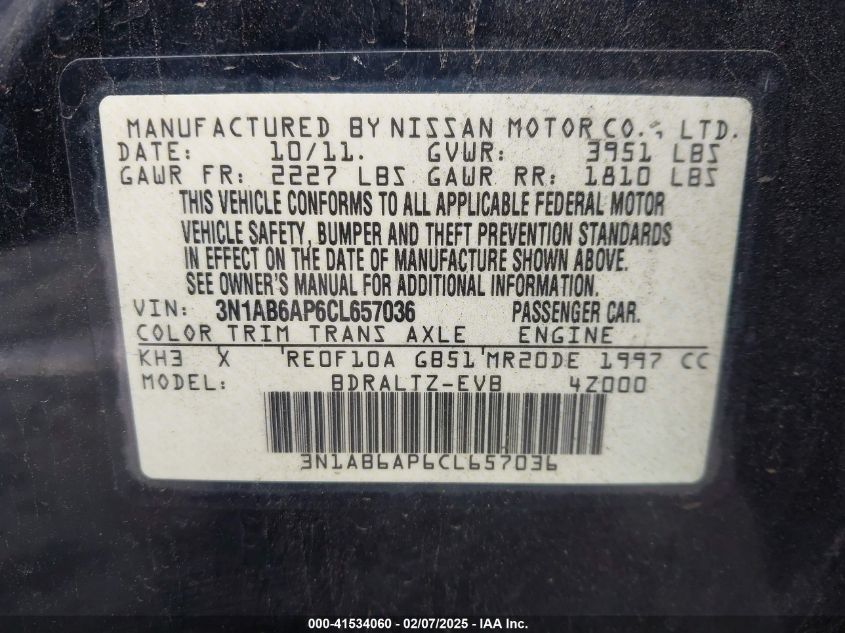 MANUFACTURED BY NISSAN MOTOR CO., LTD.
DATE: 10/11. GVWR: 3951 LBS
GAWR FR: 2227 LBS GAWR RR: 1810 LBS
THIS VEHICLE CONFORMS TO ALL APPLICABLE FEDERAL MOTOR
VEHICLE SAFETY, BUMPER AND THEFT PREVENTION STANDARDS
IN EFFECT ON THE DATE OF MANUFACTURE SHOWN ABOVE.
SEE OWNER'S MANUAL FOR ADDITIONAL INFORMATION.
VIN: 3N1AB6AP6CL657036 PASSENGER CAR.
COLOR TRIM TRANS AXLE ENGINE
KH3 X RE0F10A GB51 MR20DE 1997 CC
MODEL: BDRALTZ-EVB 4Z000
3N1AB6AP6CL657036
000-41534060 - 02/07/2025 - IAA Inc.